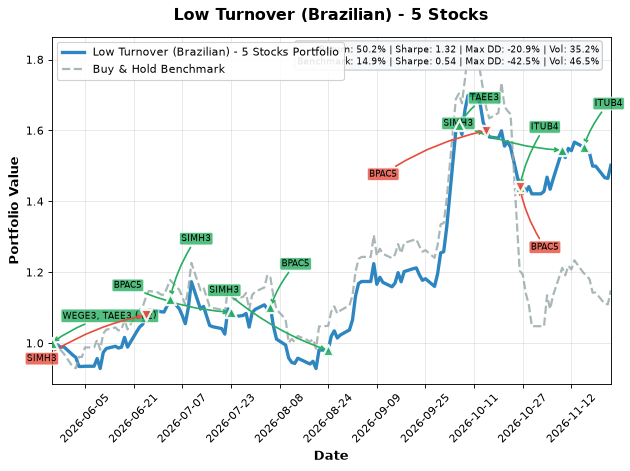 Low Turnover (Brazilian) - 5 Stocks
Low Turnover (Brazilian) - 5 Stocks Portfolio
Buy & Hold Benchmark
50.2% | Sharpe: 1.32 | Max DD: -20.9% | Vol: 35.2%
14.9% | Sharpe: 0.54 | Max DD: -42.5% | Vol: 46.5%
Portfolio Value
1.8
1.6
1.4
1.2
1.0
TAEE3
SIMH3
ITUB4
ITUB4
BPAC5
BPAC5
SIMH3
BPAC5
BPAC5
SIMH3
WEGE3, TAEE3,
SIMH3
2026-06-05
2026-06-21
2026-07-07
2026-07-23
2026-08-08
2026-08-24
2026-09-09
2026-09-25
2026-10-11
2026-10-27
2026-11-12
Date